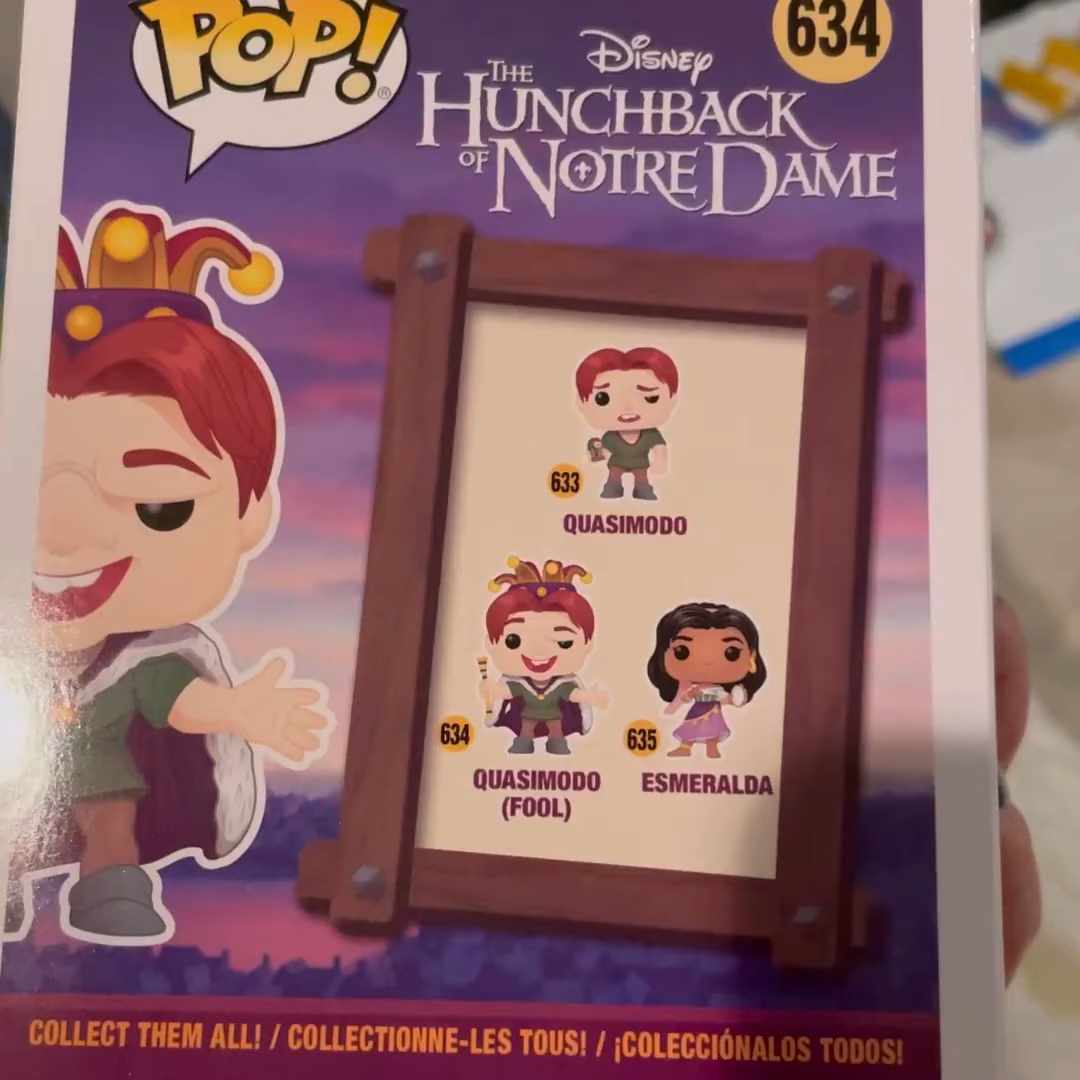 POP!®
634
Disney
THE
HUNCHBACK
OF NOTRE DAME
633
QUASIMODO
634
QUASIMODO
(FOOL)
635
ESMERALDA
COLLECT THEM ALL! / COLLECTIONNE-LES TOUS! / ¡COLECCIÓNALOS TODOS!